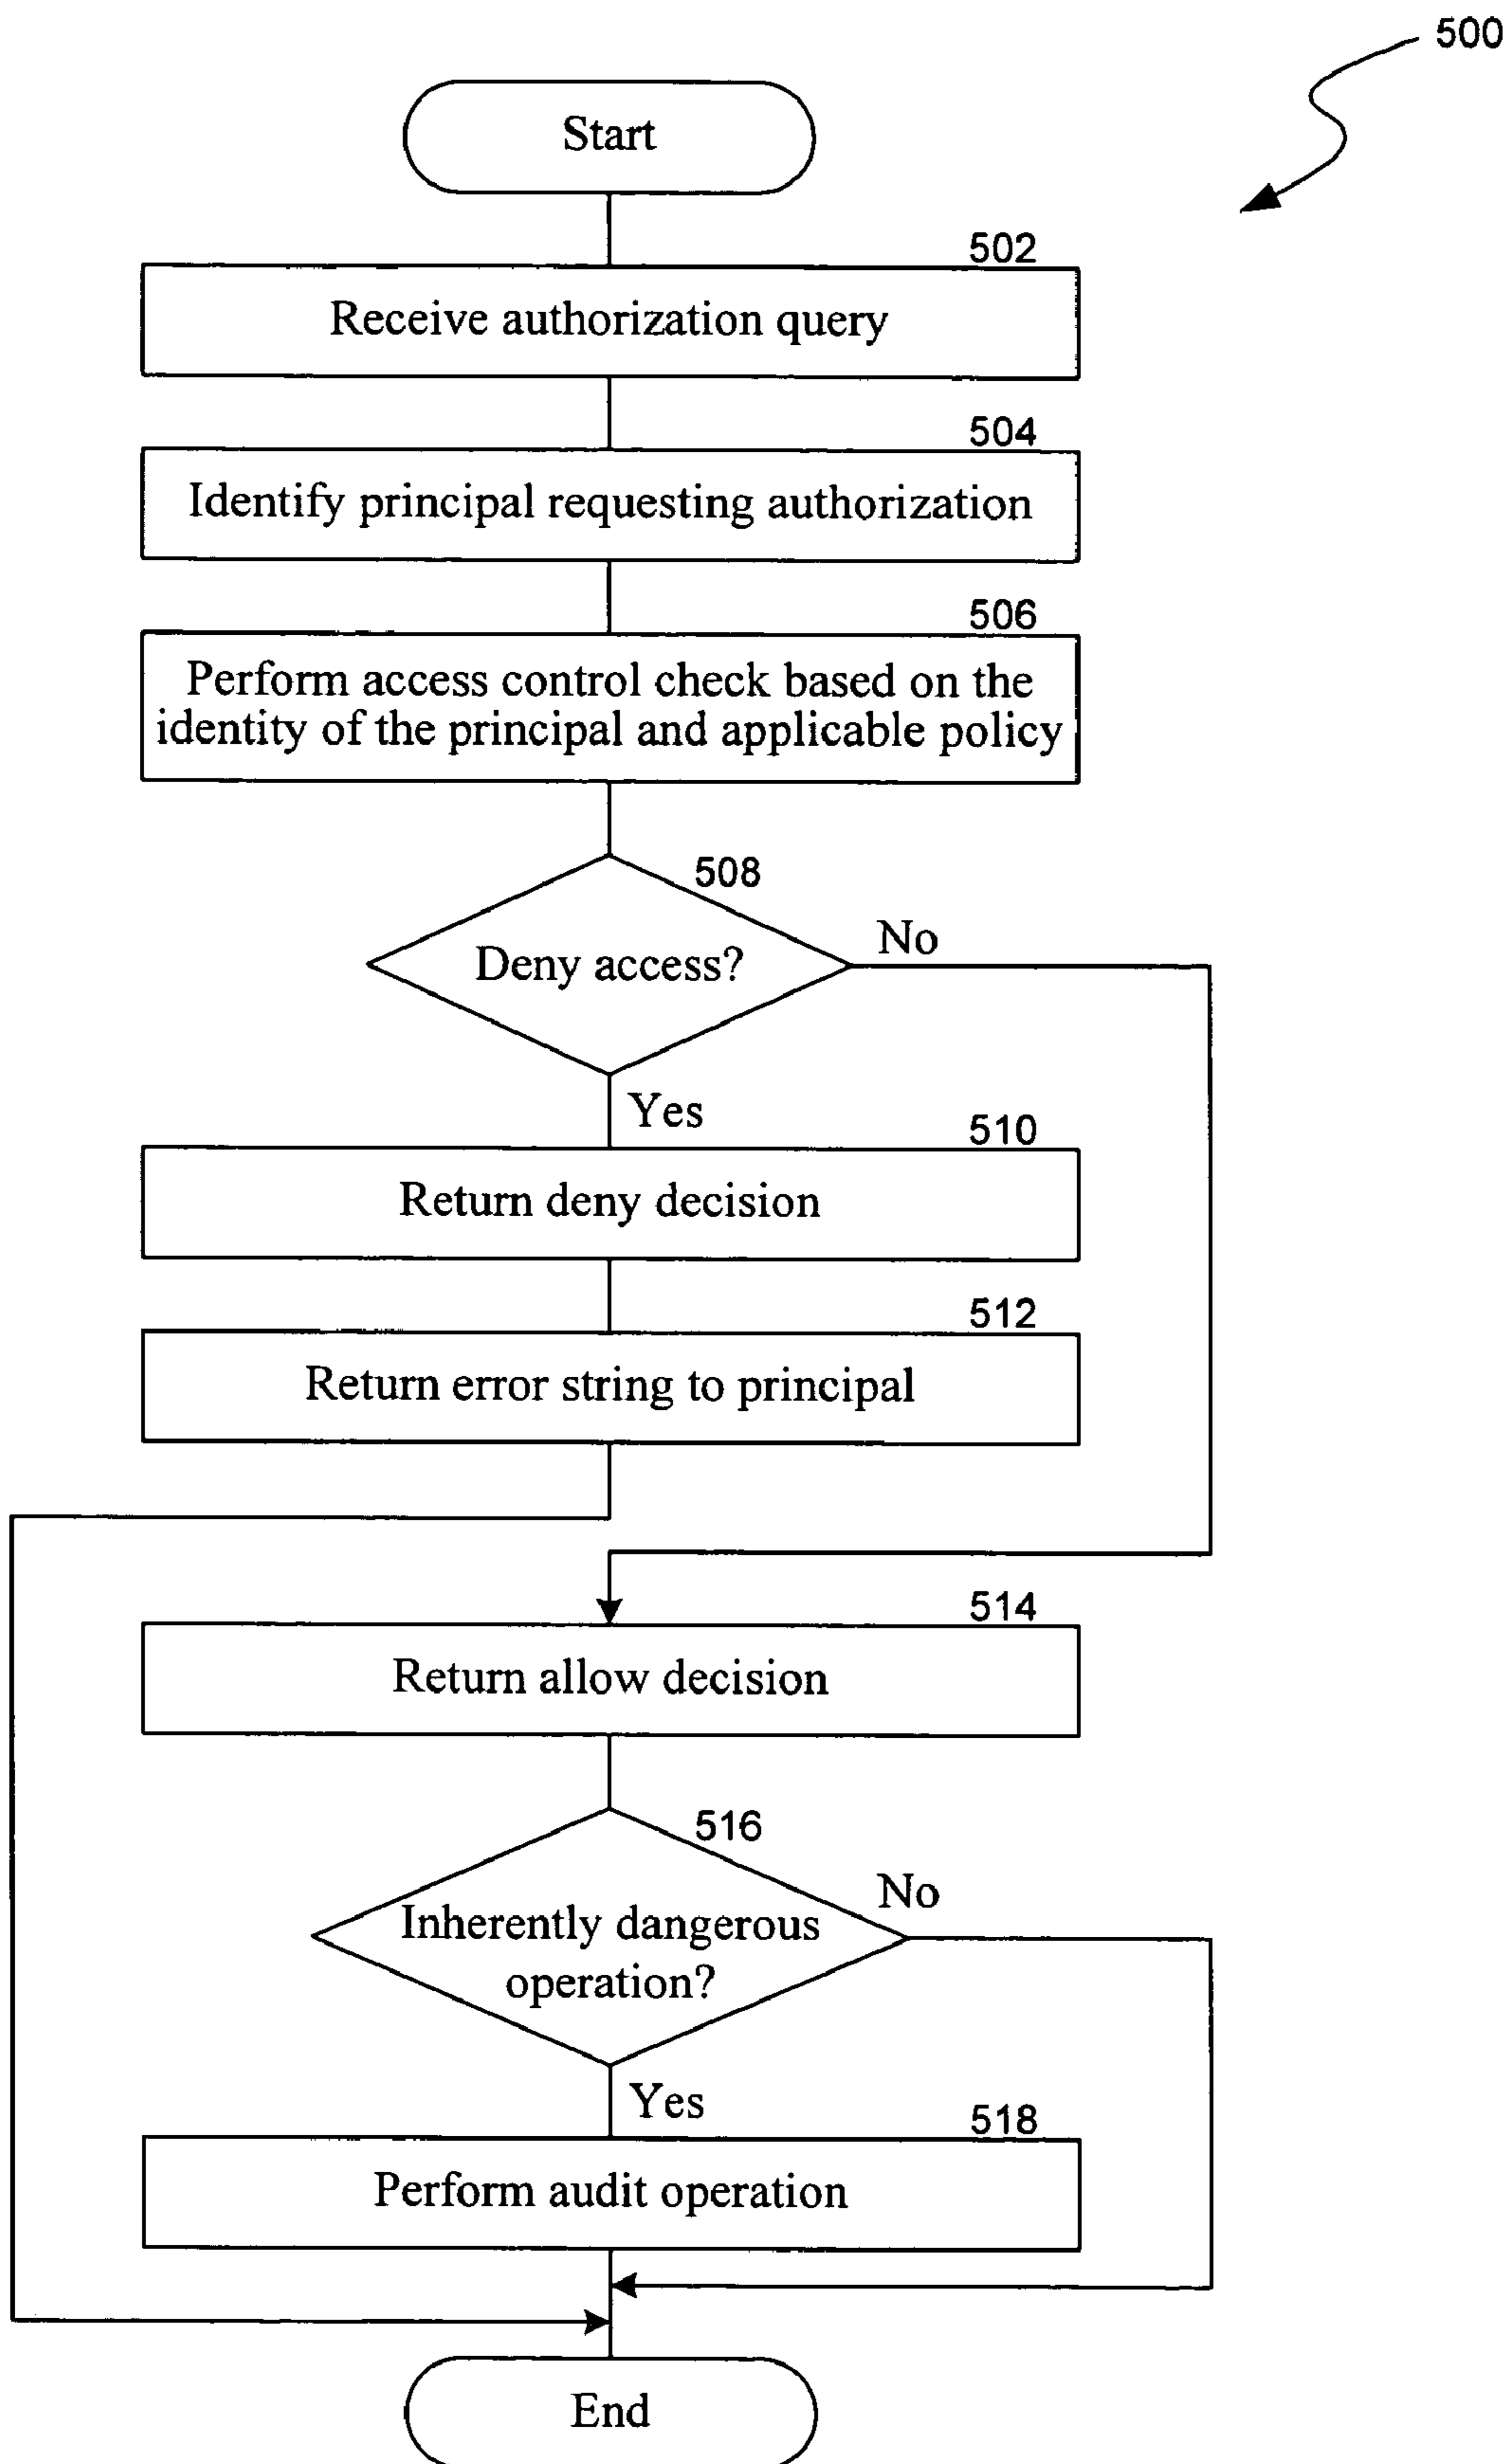 500
Start
502
Receive authorization query
504
Identify principal requesting authorization
506
Perform access control check based on the
identity of the principal and applicable policy
508
Deny access?
No
Yes
510
Return deny decision
512
Return error string to principal
514
Return allow decision
516
Inherently dangerous
operation?
No
Yes
518
Perform audit operation
End